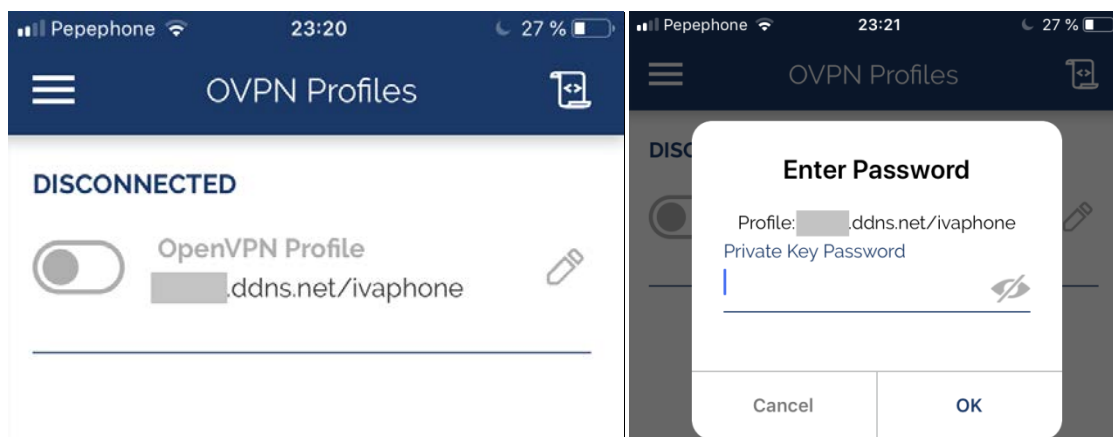 Pepephone 23:20 27 %
OVPN Profiles
DISCONNECTED
OpenVPN Profile
.ddns.net/ivaphone
Pepephone 23:21 27 %
OVPN Profiles
DISC
Enter Password
Profile: .ddns.net/ivaphone
Private Key Password
Cancel OK